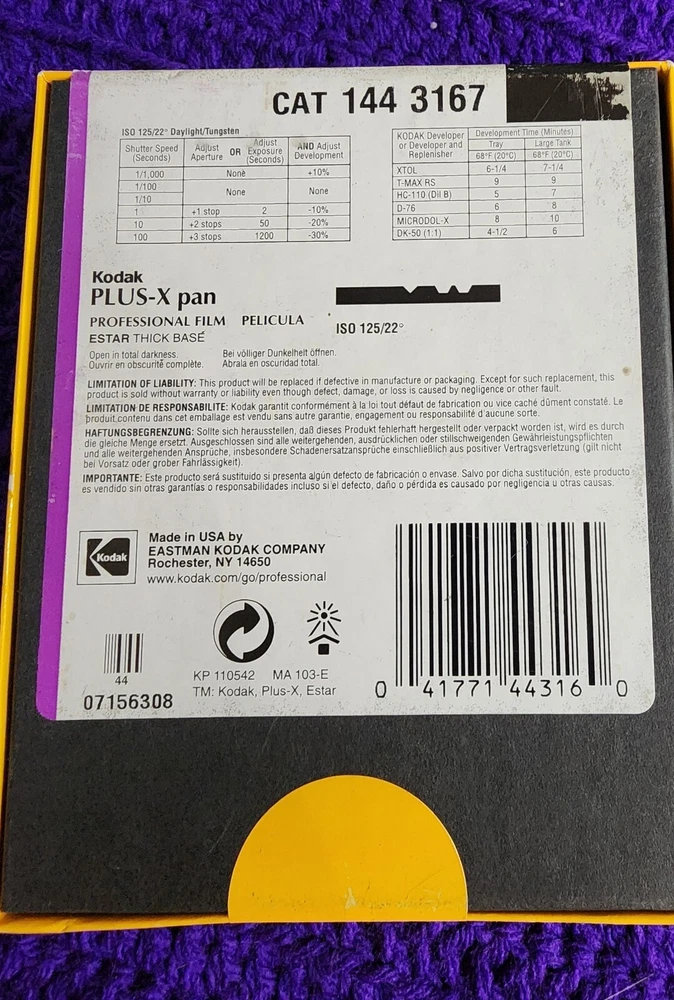 CAT 144 3167
ISO 125/22° Daylight/Tungsten
Shutter Speed (Seconds) Adjust Aperture OR Adjust Exposure (Seconds) AND Adjust Development
1/1,000 None +10%
1/100
1/10 None None
1 +1 stop 2 -10%
10 +2 stops 50 -20%
100 +3 stops 1200 -30%
KODAK Developer or Developer and Replenisher Development Time (Minutes)
Tray 68°F (20°C) Large Tank 68°F (20°C)
XTOL 6-1/4 7-1/4
T-MAX RS 9 9
HC-110 (Dil B) 5 7
D-76 6 8
MICRODOL-X 8 10
DK-50 (1:1) 4-1/2 6
Kodak
PLUS-X pan
PROFESSIONAL FILM PELICULA
ESTAR THICK BASE
ISO 125/22°
Open in total darkness. Bei völliger Dunkelheit öffnen.
Ouvrir en obscurité complète. Abrala en oscuridad total.
LIMITATION OF LIABILITY: This product will be replaced if defective in manufacture or packaging. Except for such replacement, this
product is sold without warranty or liability even though defect, damage, or loss is caused by negligence or other fault.
LIMITATION DE RESPONSABILITE: Kodak garantit conformément à la loi tout défaut de fabrication ou vice caché dûment constaté. Le
produit contenu dans cet emballage est vendu sans autre garantie, engagement ou responsabilité d'aucune sorte.
HAFTUNGSBEGRENZUNG: Sollte sich herausstellen, daß dieses Produkt fehlerhaft hergestellt oder verpackt worden ist, wird es durch
die gleiche Menge ersetzt. Ausgeschlossen sind alle weitergehenden, ausdrücklichen oder stillschweigenden Gewährleistungspflichten
und alle weitergehenden Ansprüche, insbesondere Schadenersatzansprüche einschließlich aus positiver Vertragsverletzung (gilt nicht
bei Vorsatz oder grober Fahrlässigkeit).
IMPORTANTE: Este producto será sustituido si presenta algún defecto de fabricación o envase. Salvo por dicha sustitución, este producto
es vendido sin otras garantías o responsabilidades incluso si el defecto, daño o pérdida es causado por negligencia u otras causas.
Kodak
Made in USA by
EASTMAN KODAK COMPANY
Rochester, NY 14650
www.kodak.com/go/professional
44
07156308
KP 110542 MA 103-E
TM: Kodak, Plus-X, Estar
0 41771 44316 0